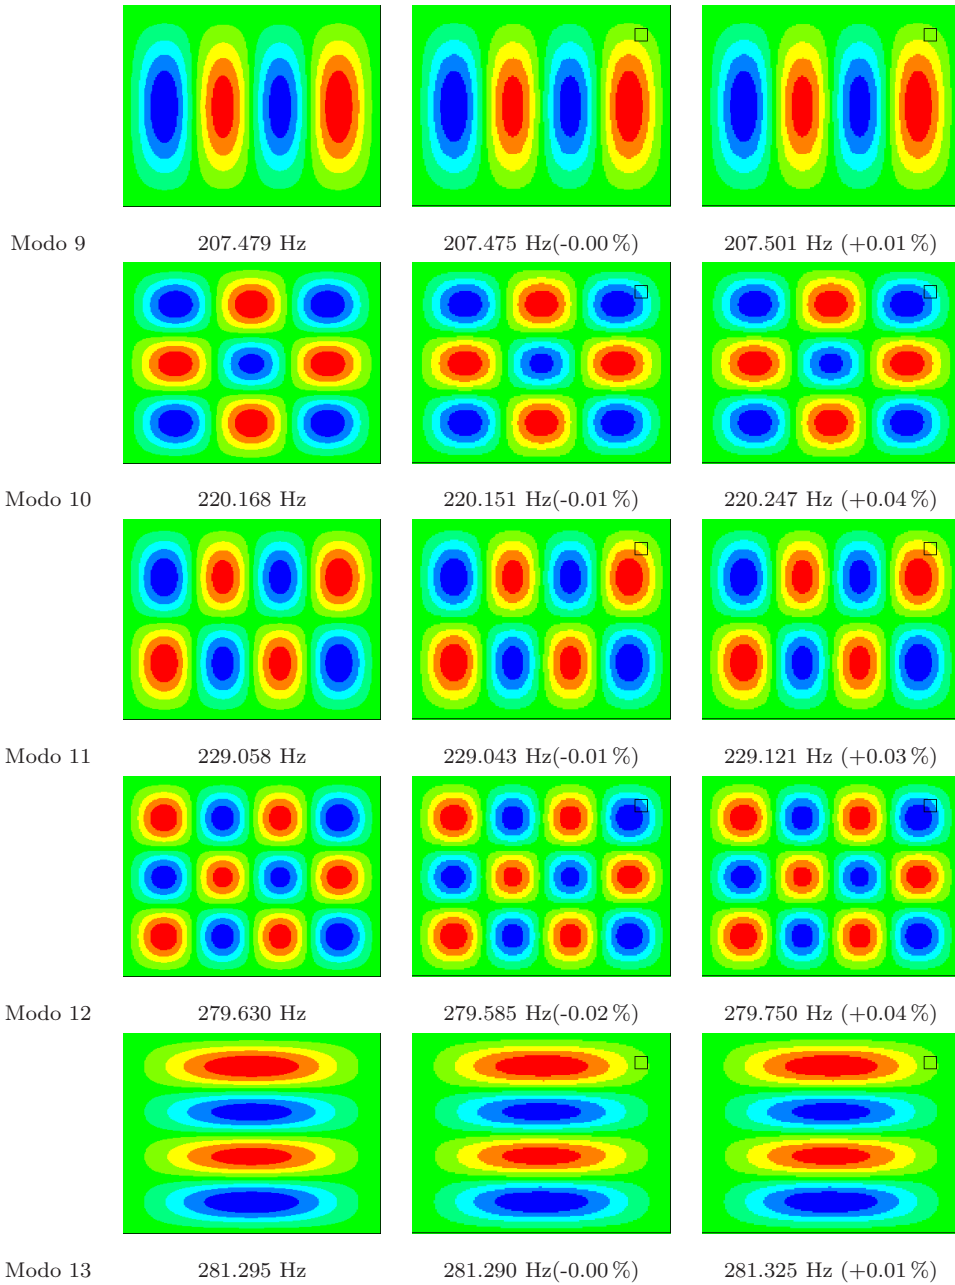 Modo 9 207.479 Hz 207.475 Hz(-0.00 %) 207.501 Hz (+0.01 %)
Modo 10 220.168 Hz 220.151 Hz(-0.01 %) 220.247 Hz (+0.04 %)
Modo 11 229.058 Hz 229.043 Hz(-0.01 %) 229.121 Hz (+0.03 %)
Modo 12 279.630 Hz 279.585 Hz(-0.02 %) 279.750 Hz (+0.04 %)
Modo 13 281.295 Hz 281.290 Hz(-0.00 %) 281.325 Hz (+0.01 %)